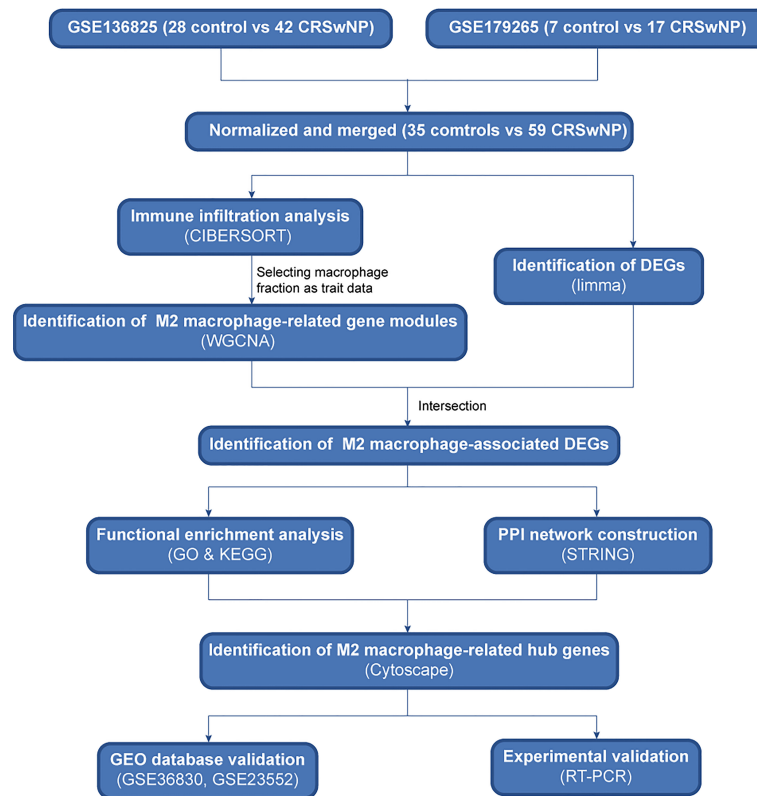 GSE136825 (28 control vs 42 CRSwNP)
GSE179265 (7 control vs 17 CRSwNP)
Normalized and merged (35 comtrols vs 59 CRSwNP)
Immune infiltration analysis
(CIBERSORT)
Identification of DEGs
(limma)
Selecting macrophage
fraction as trait data
Identification of M2 macrophage-related gene modules
(WGCNA)
Intersection
Identification of M2 macrophage-associated DEGs
Functional enrichment analysis
(GO & KEGG)
PPI network construction
(STRING)
Identification of M2 macrophage-related hub genes
(Cytoscape)
GEO database validation
(GSE36830, GSE23552)
Experimental validation
(RT-PCR)